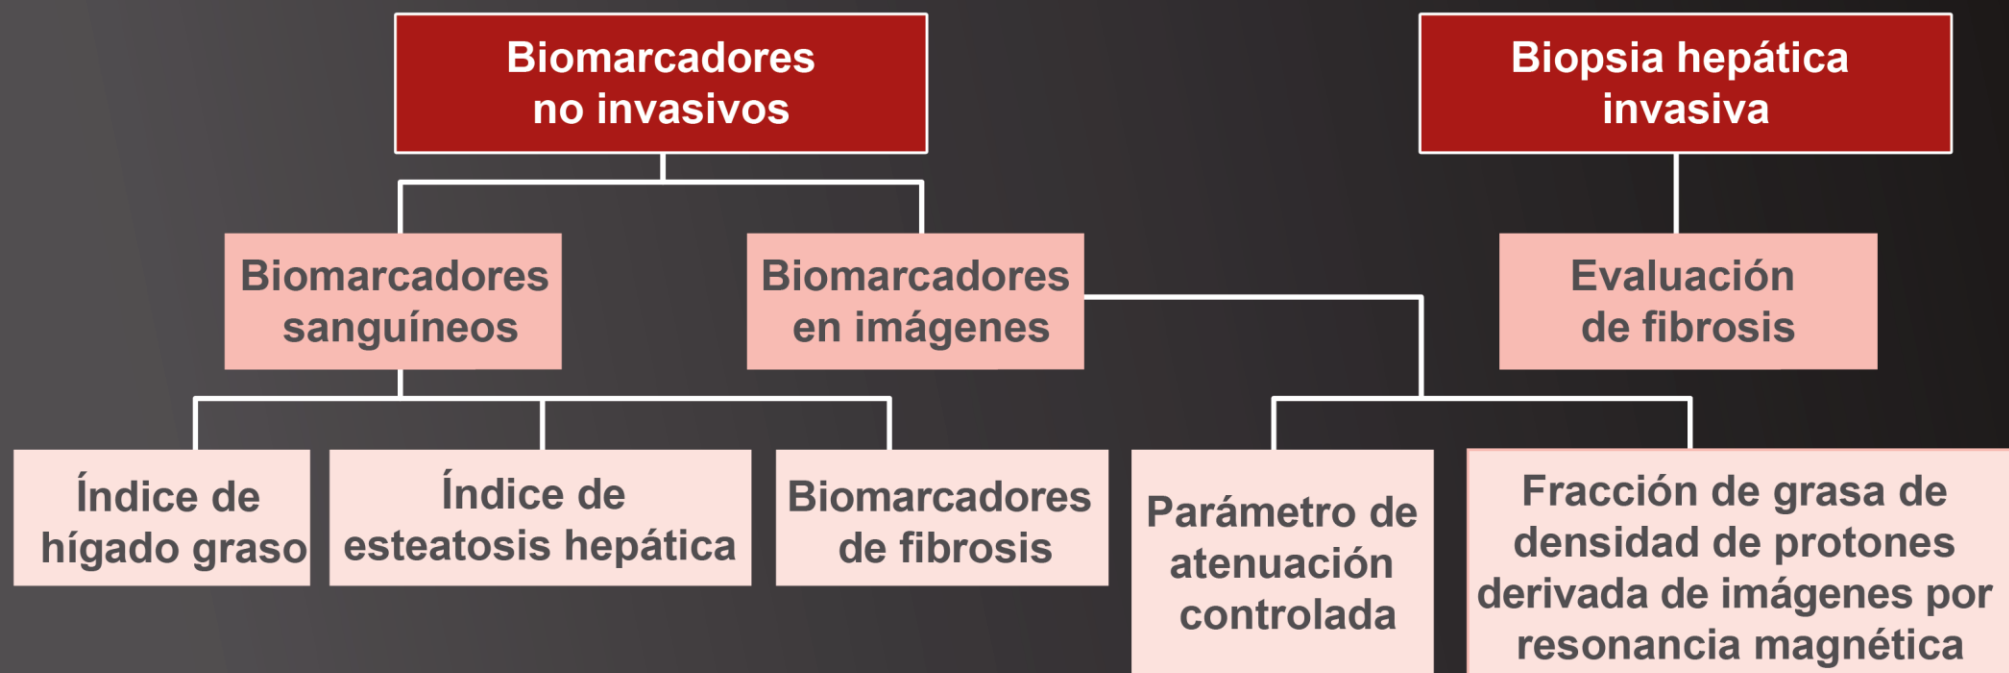 Biomarcadores
no invasivos
Biopsia hepática
invasiva
Biomarcadores
sanguíneos
Biomarcadores
en imágenes
Evaluación
de fibrosis
Índice de
hígado graso
Índice de
esteatosis hepática
Biomarcadores
de fibrosis
Parámetro de
atenuación
controlada
Fracción de grasa de
densidad de protones
derivada de imágenes por
resonancia magnética